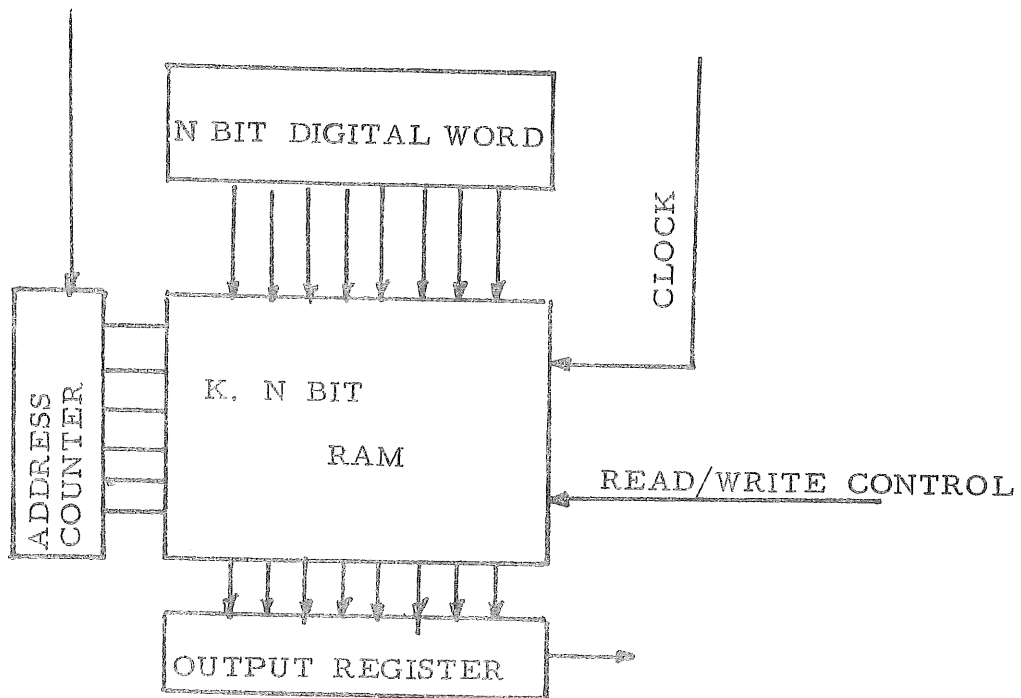 N BIT DIGITAL WORD
CLOCK
ADDRESS
COUNTER
K, N BIT
RAM
READ/WRITE CONTROL
OUTPUT REGISTER